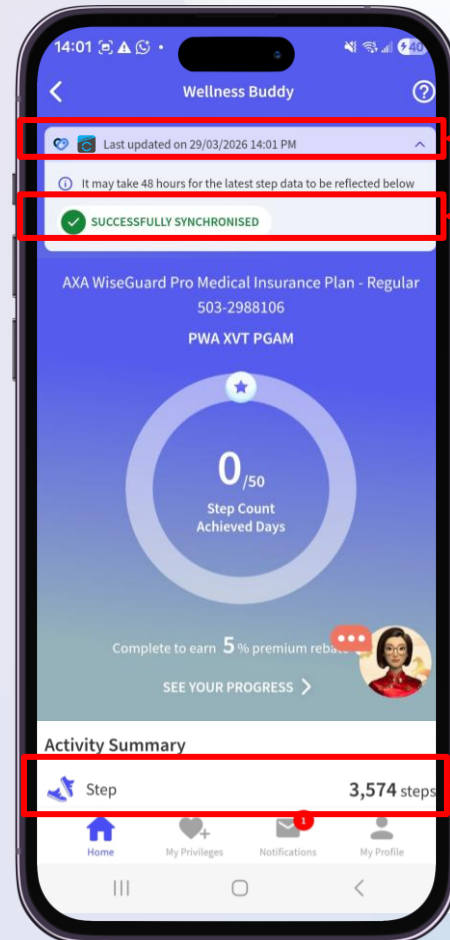 14:01
40
Wellness Buddy
Last updated on 29/03/2026 14:01 PM
It may take 48 hours for the latest step data to be reflected below
SUCCESSFULLY SYNCHRONISED
AXA WiseGuard Pro Medical Insurance Plan - Regular
503-2988106
PWA XVT PGAM
0/50
Step Count
Achieved Days
Complete to earn 5% premium
SEE YOUR PROGRESS
Activity Summary
Step 3,574 steps
1
Home My Privileges Notifications My Profile